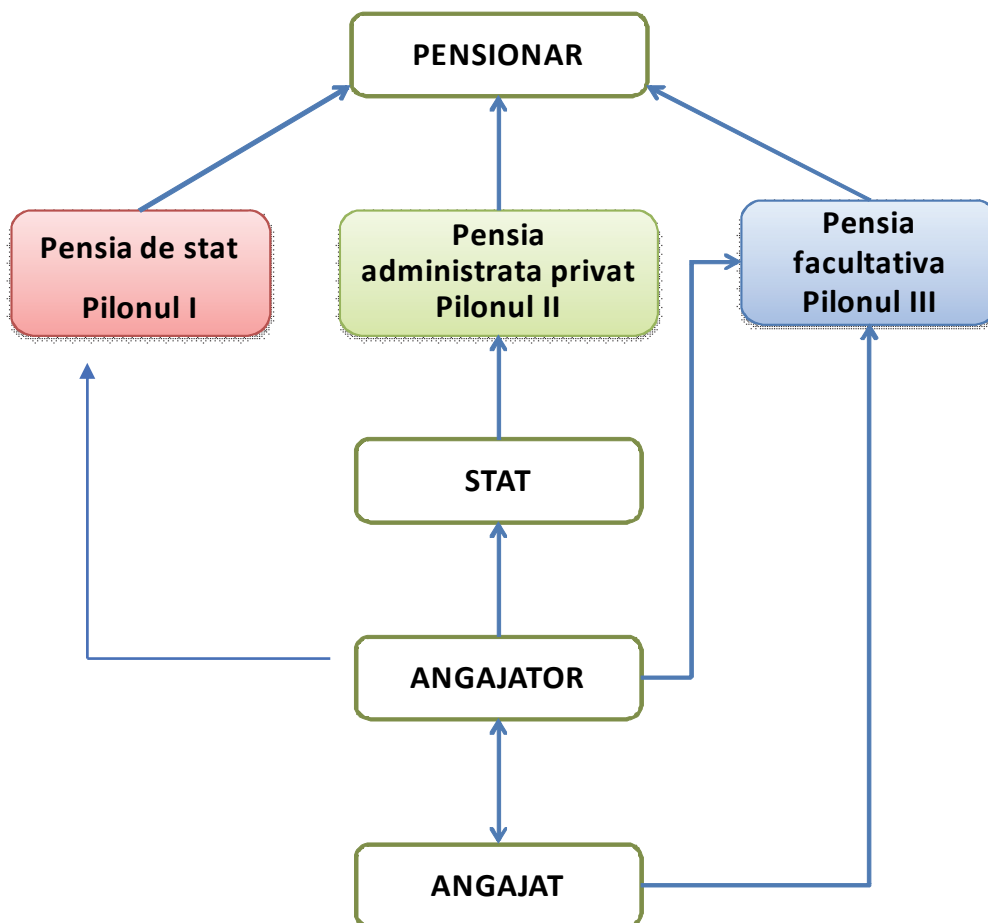 PENSIONAR
Pensia de stat
Pilonul I
Pensia
administrata privat
Pilonul II
Pensia
facultativa
Pilonul III
STAT
ANGAJATOR
ANGAJAT